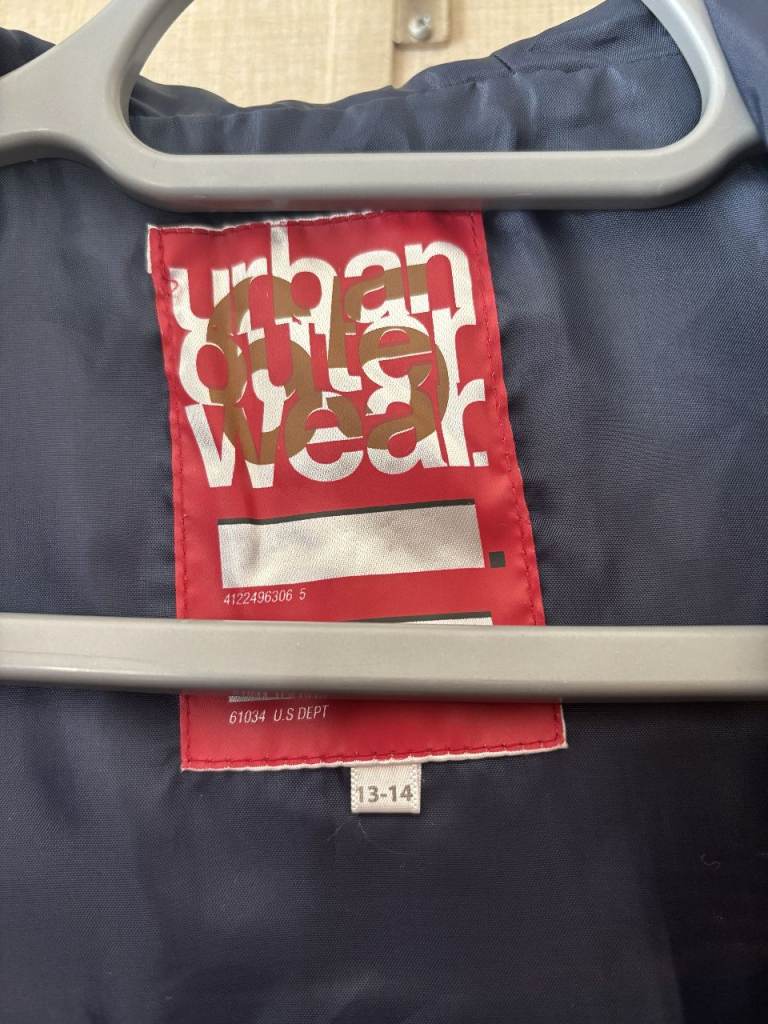 urban
outer
wear.
4122496306 5
61034 U.S DEPT
13-14